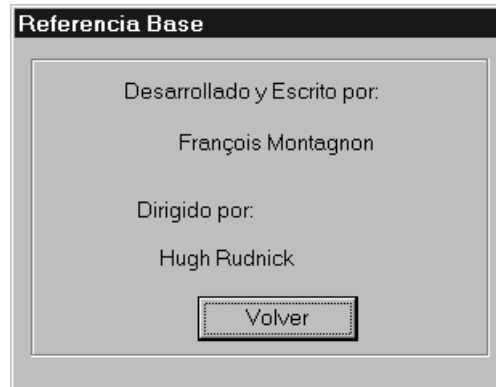 Referencia Base
Desarrollado y Escrito por:
François Montagnon
Dirigido por:
Hugh Rudnick
Volver